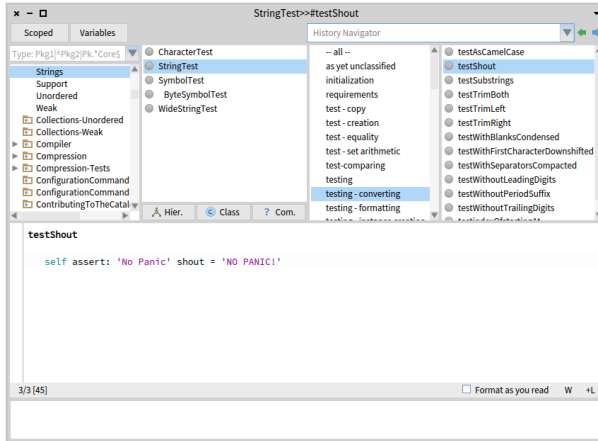 StringTest>>#testShout
Scoped
Variables
History Navigator
Type: Pkg1|^Pkg2|Pk.*Core$
Strings
Support
Unordered
Weak
Collections-Unordered
Collections-Weak
Compiler
Compression
Compression-Tests
ConfigurationCommand
ConfigurationCommand
ContributingToTheCatal
CharacterTest
StringTest
SymbolTest
ByteSymbolTest
WideStringTest
Hier.
C Class
? Com.
-- all --
as yet unclassified
initialization
requirements
test - copy
test - creation
test - equality
test - set arithmetic
test-comparing
testing
testing - converting
testing - formatting
testing - instance creation
testAsCamelCase
testShout
testSubstrings
testTrimBoth
testTrimLeft
testTrimRight
testWithBlanksCondensed
testWithFirstCharacterDownshifted
testWithSeparatorsCompacted
testWithoutLeadingDigits
testWithoutPeriodSuffix
testWithoutTrailingDigits
testShout
self assert: 'No Panic' shout = 'NO PANIC!'
3/3 [45]
Format as you read
W
+L